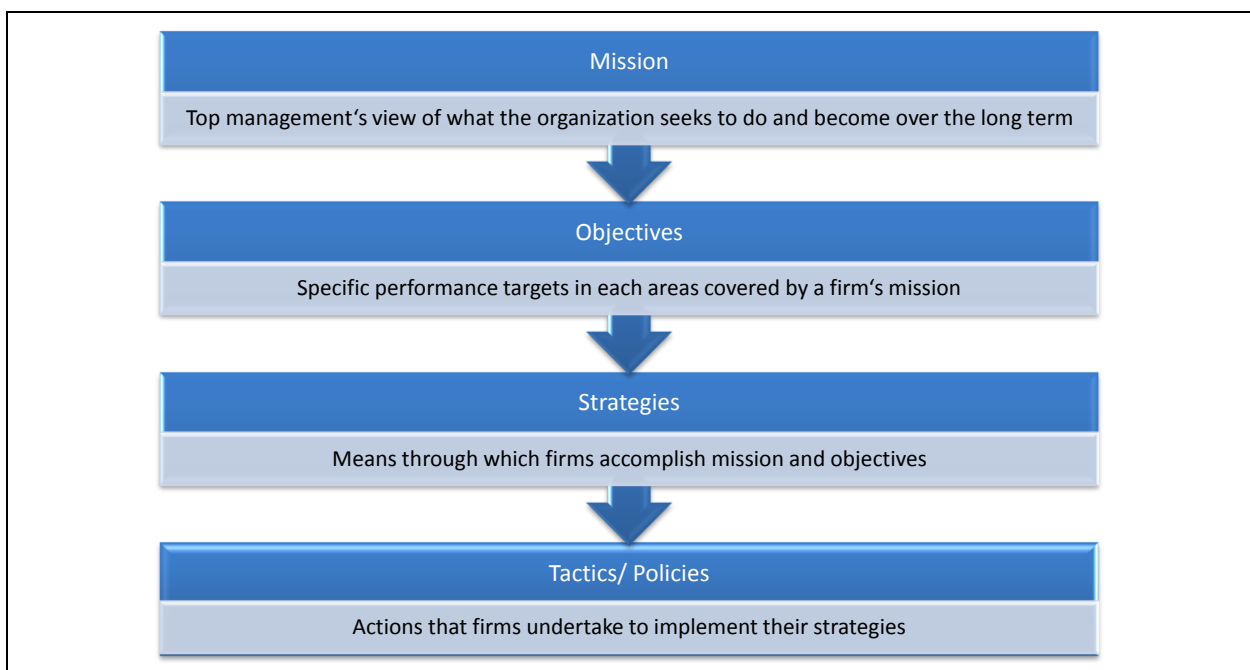 Mission
Top management‘s view of what the organization seeks to do and become over the long term
Objectives
Specific performance targets in each areas covered by a firm‘s mission
Strategies
Means through which firms accomplish mission and objectives
Tactics/ Policies
Actions that firms undertake to implement their strategies